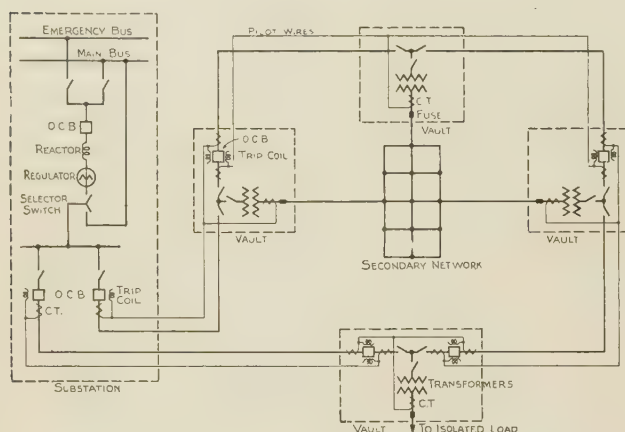 EMERGENCY BUS
MAIN BUS
OCB
REACTOR
REGULATOR
SELECTOR
SWITCH
OCB
TRIP
COIL
C.T.
SUBSTATION
PILOT WIRES
C.T
FUSE
VAULT
OCB
TRIP COIL
VAULT
VAULT
SECONDARY NETWORK
TRANSFORMERS
C.T
VAULT
TO ISOLATED LOAD